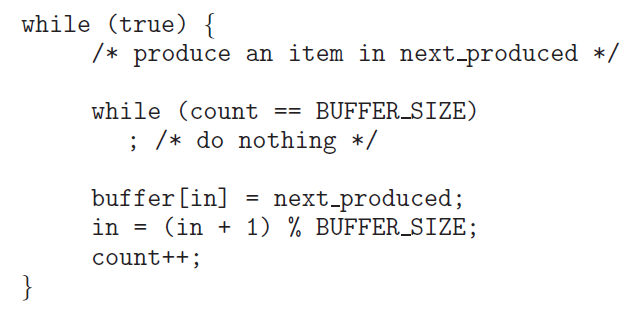 while (true) {
/* produce an item in next_produced */
while (count == BUFFER_SIZE)
; /* do nothing */
buffer[in] = next_produced;
in = (in + 1) % BUFFER_SIZE;
count++;
}